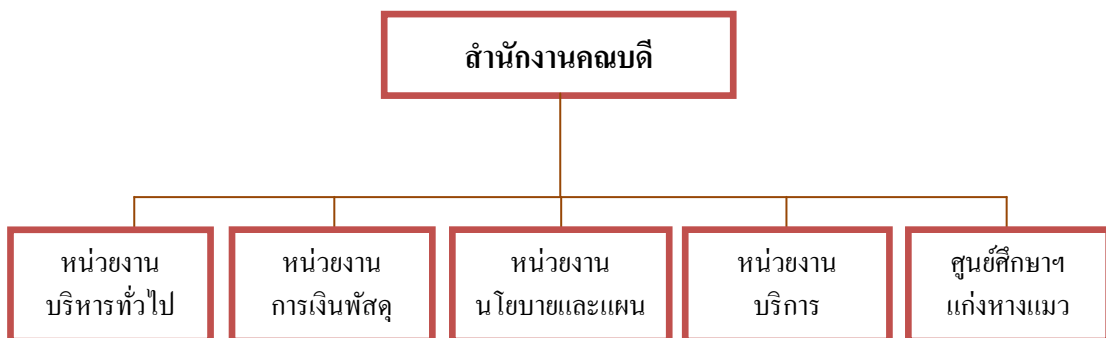 สำนักงานคณบดี
หน่วยงาน
บริหารทั่วไป
หน่วยงาน
การเงินพัสดุ
หน่วยงาน
นโยบายและแผน
หน่วยงาน
บริการ
ศูนย์ศึกษาฯ
แก่งหางแมว